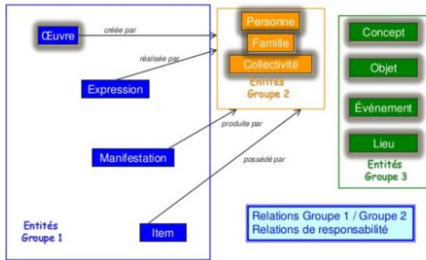 Œuvre
créée par
Personne
Famille
Collectivité
Entités
Groupe 2
réalisée par
Expression
Concept
Objet
Événement
Lieu
Entités
Groupe 3
produite par
Manifestation
possédé par
Entités
Groupe 1
Item
Relations Groupe 1 / Groupe 2
Relations de responsabilité